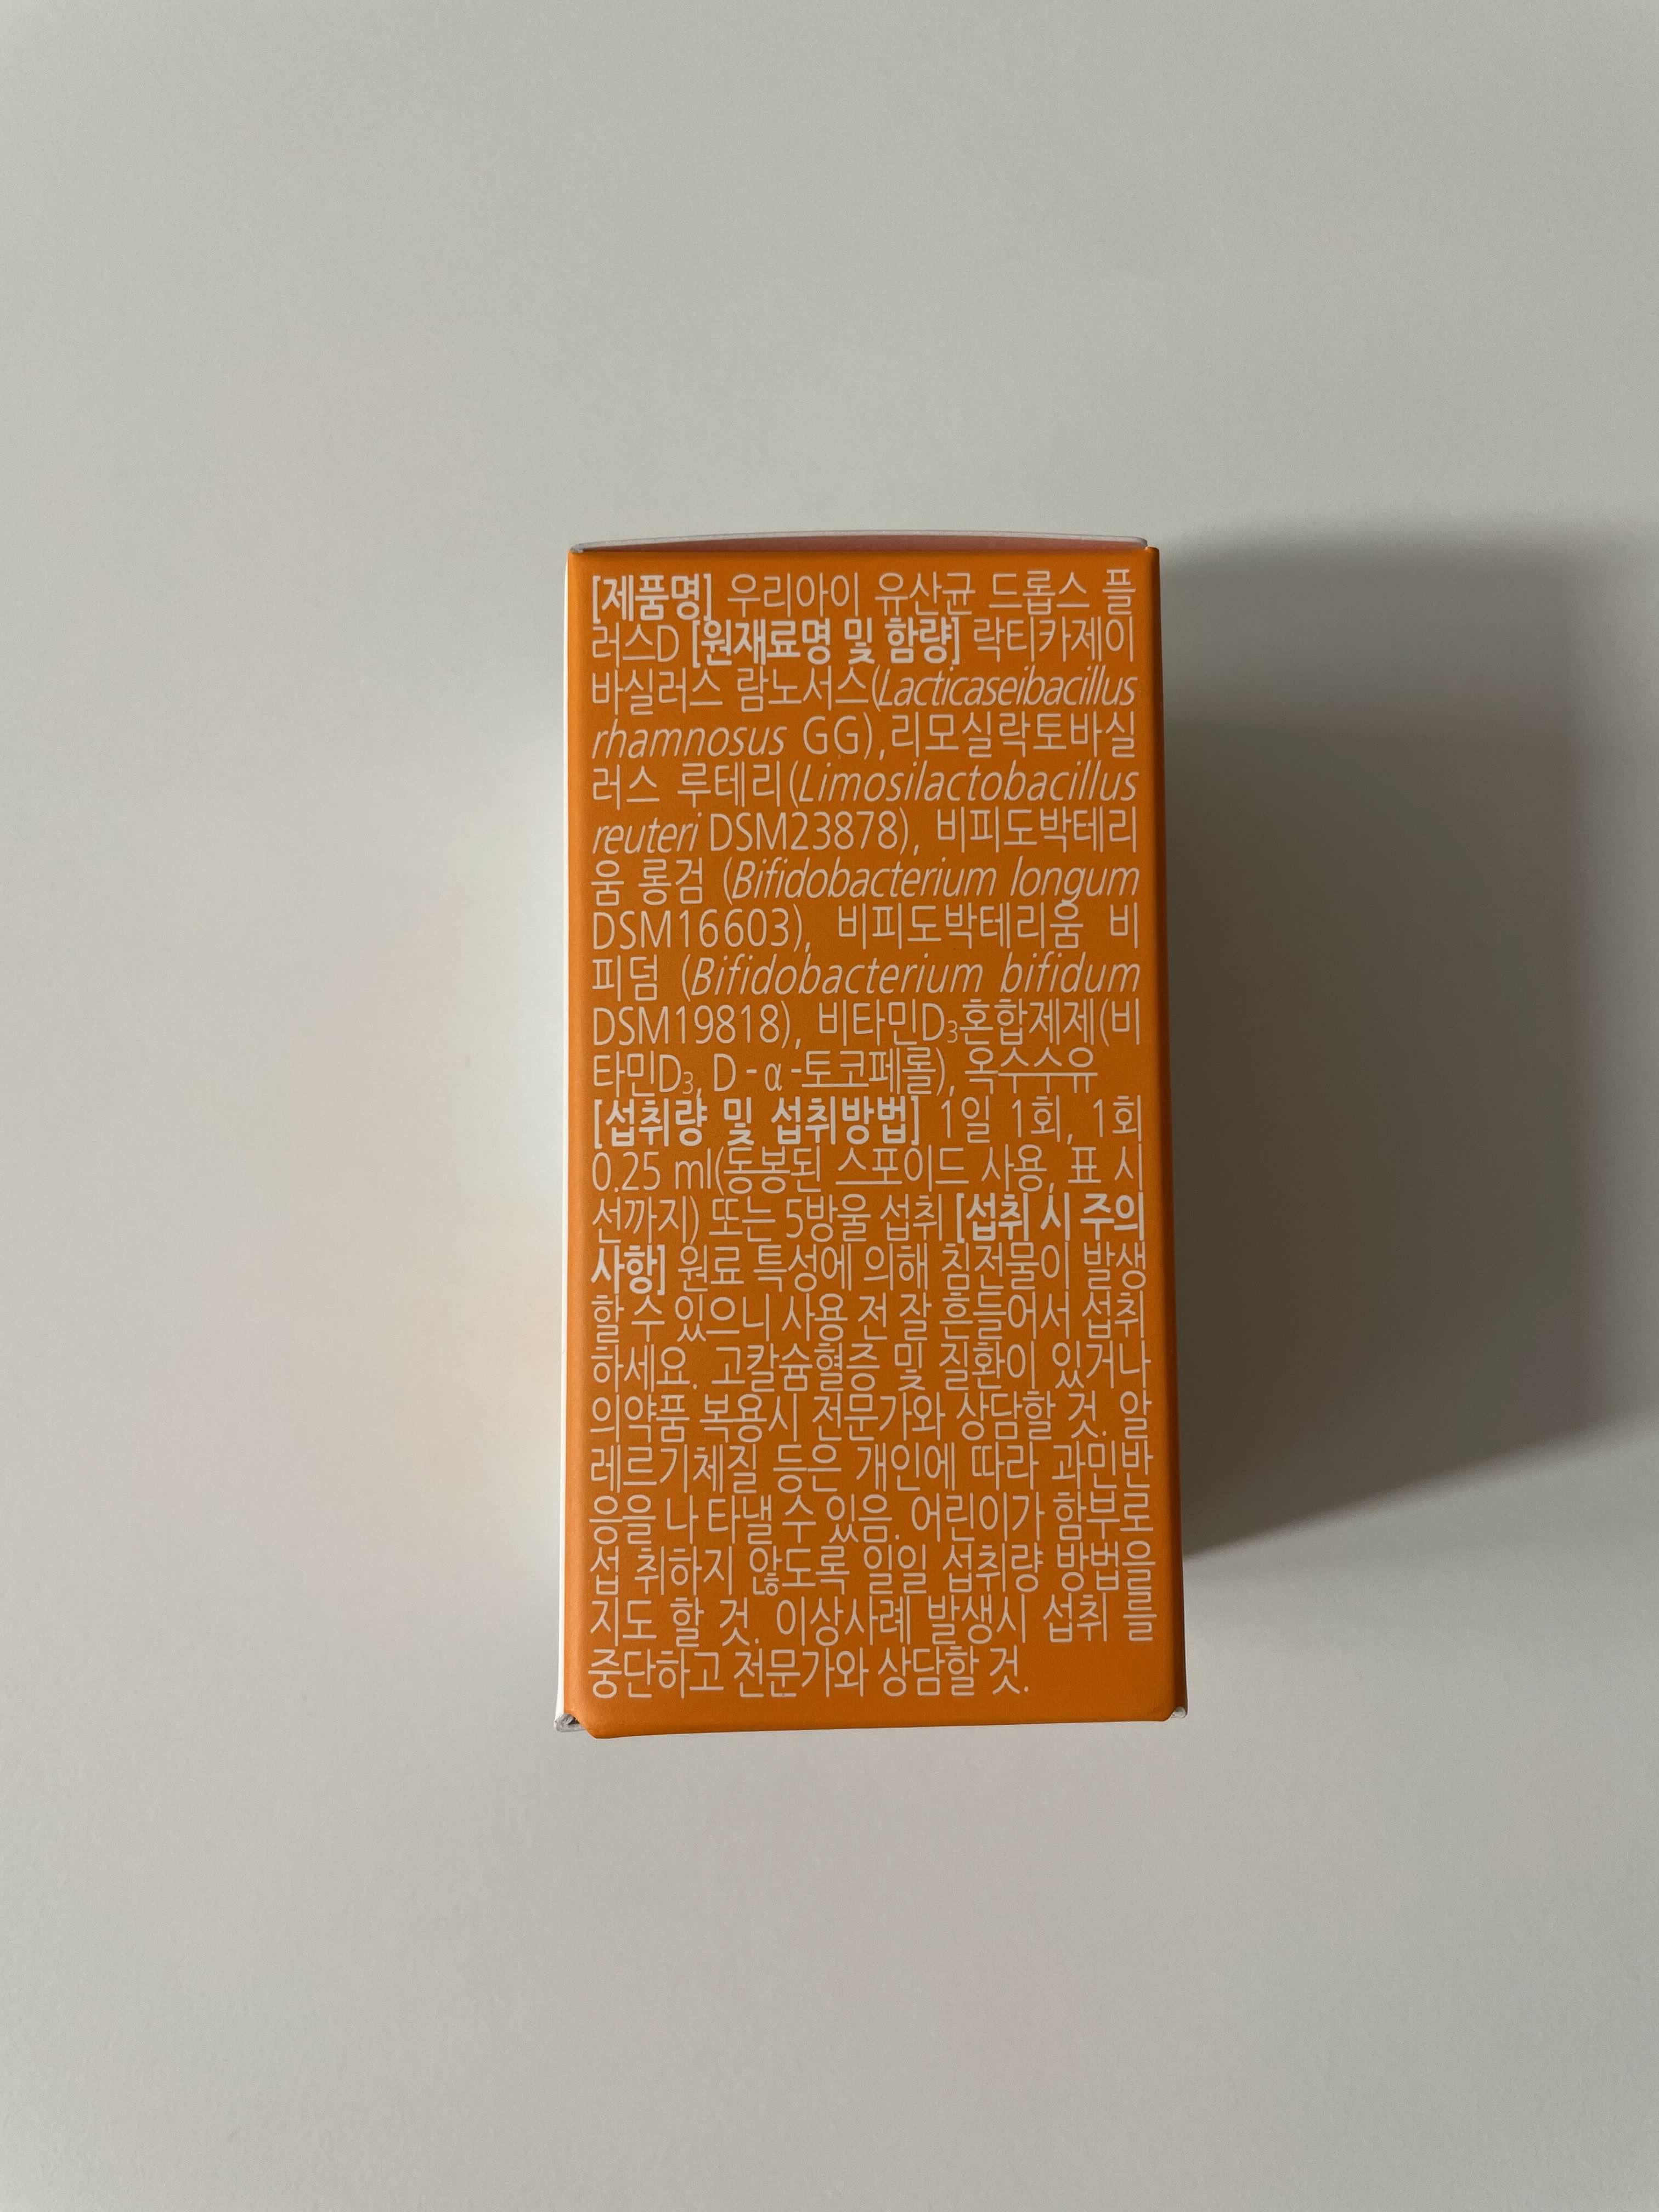 [제품명] 우리아이 유산균 드롭스 플
러스D [원재료명 및 함량] 락티카제이
바실러스 람노서스(Lacticaseibacillus
rhamnosus GG),리모실락토바실
러스 루테리(Limosilactobacillus
reuteri DSM23878), 비피도박테리
움 롱검 (Bifidobacterium longum
DSM16603), 비피도박테리움 비
피덤 (Bifidobacterium bifidum
DSM19818), 비타민D₃혼합제제(비
타민D₃, D - α -토코페롤), 옥수수유
[섭취량 및 섭취방법] 1일 1회, 1회
0.25 ml(동봉된 스포이드 사용, 표 시
선까지) 또는 5방울 섭취 [섭취 시 주의
사항] 원료 특성에 의해 침전물이 발생
할 수 있으니 사용 전 잘 흔들어서 섭취
하세요. 고칼슘혈증 및 질환이 있거나
의약품 복용시 전문가와 상담할 것. 알
레르기체질 등은 개인에 따라 과민반
응을 나 타낼 수 있음. 어린이가 함부로
섭 취하지 않도록 일일 섭취량 방법을
지도 할 것. 이상사례 발생시 섭취 를
중단하고 전문가와 상담할 것.